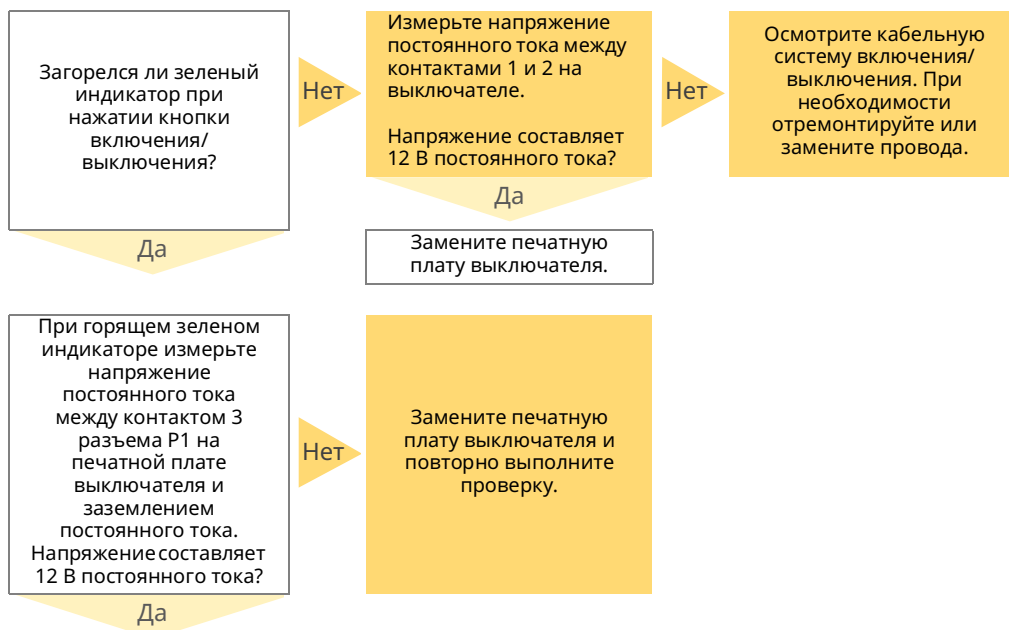 Загорелся ли зеленый
индикатор при
нажатии кнопки
включения/
выключения?
Нет
Измерьте напряжение
постоянного тока между
контактами 1 и 2 на
выключателе.
Напряжение составляет
12 В постоянного тока?
Нет
Осмотрите кабельную
систему включения/
выключения. При
необходимости
отремонтируйте или
замените провода.
Да
Замените печатную
плату выключателя.
Да
При горящем зеленом
индикаторе измерьте
напряжение
постоянного тока
между контактом 3
разъема P1 на
печатной плате
выключателя и
заземлением
постоянного тока.
Напряжение составляет
12 В постоянного тока?
Нет
Замените печатную
плату выключателя и
повторно выполните
проверку.
Да